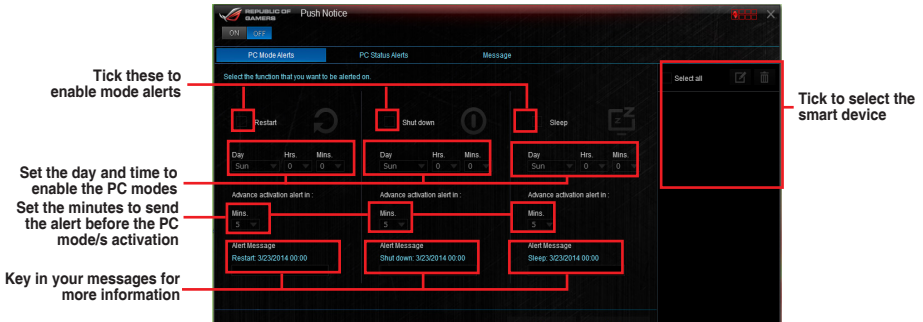 REPUBLIC OF
GAMERS
Push Notice
ON OFF
PC Mode Alerts PC Status Alerts Message
Select the function that you want to be alerted on.
Select all
Tick these to
enable mode alerts
Tick to select the
smart device
Restart Shut down Sleep
Day Hrs. Mins. Day Hrs. Mins. Day Hrs. Mins.
Sun 0 0 Sun 0 0 Sun 0 0
Set the day and time to
enable the PC modes
Advance activation alert in : Advance activation alert in : Advance activation alert in :
Set the minutes to send
the alert before the PC
mode/s activation
Mins. Mins. Mins.
5 5 5
Alert Message Alert Message Alert Message
Restart: 3/23/2014 00:00 Shut down: 3/23/2014 00:00 Sleep: 3/23/2014 00:00
Key in your messages for
more information